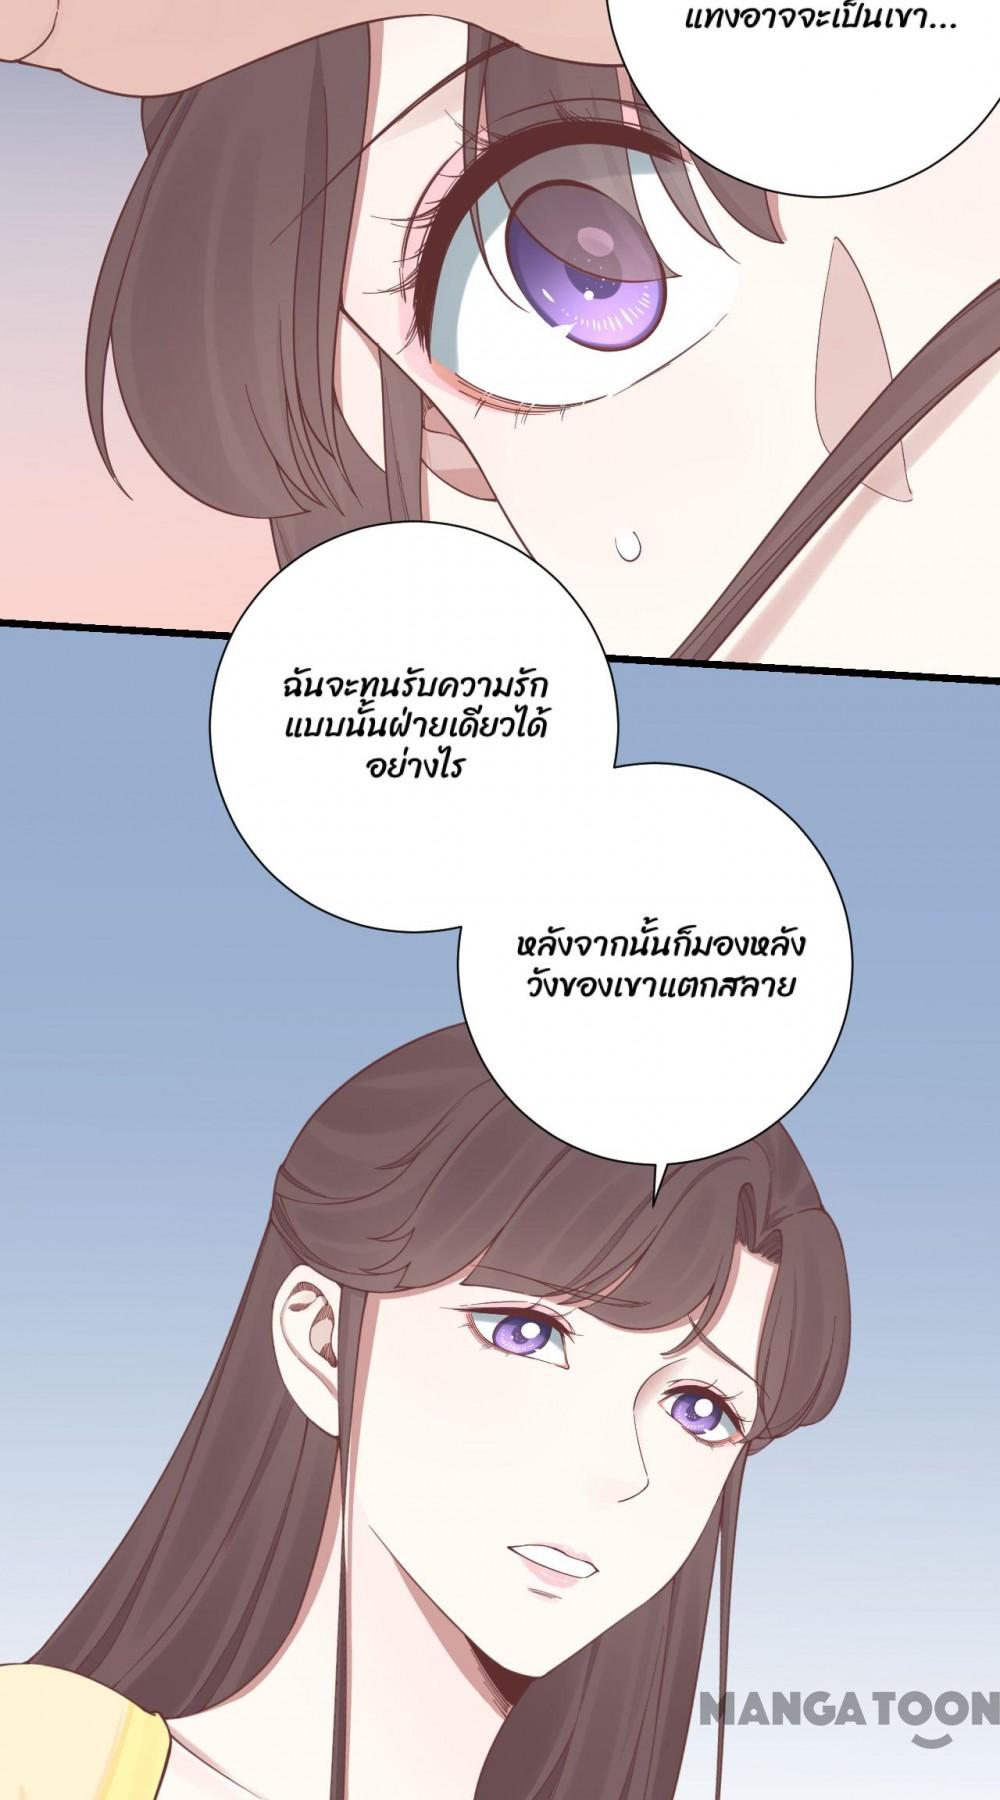 แทงอาจจะเป็นเขา...
ฉันจะทนรับความรัก
แบบนั้นฝ่ายเดียวได้
อย่างไร
หลังจากนั้นก็มองหลัง
วังของเขาแตกสลาย
MANGATOON